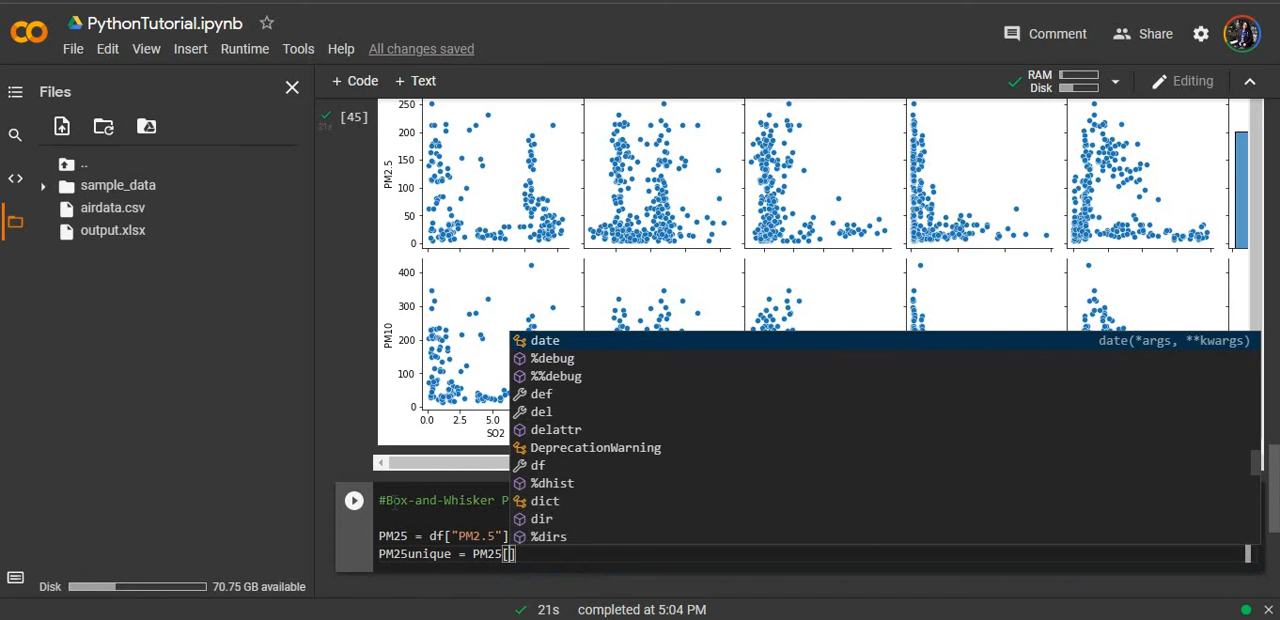 PythonTutorial.ipynb
Comment
Share
File Edit View Insert Runtime Tools Help All changes saved
Files
+ Code + Text
RAM
Disk
Editing
[45]
21s
..
sample_data
airdata.csv
output.xlsx
250
200
150
100
50
0
PM2.5
400
300
200
100
0
PM10
0.0 2.5 5.0
SO2
date date(*args, **kwargs)
%debug
%%debug
def
del
delattr
DeprecationWarning
df
%dhist
dict
dir
%dirs
#Box-and-Whisker P
PM25 = df["PM2.5"]
PM25unique = PM25[]
Disk 70.75 GB available
21s completed at 5:04 PM